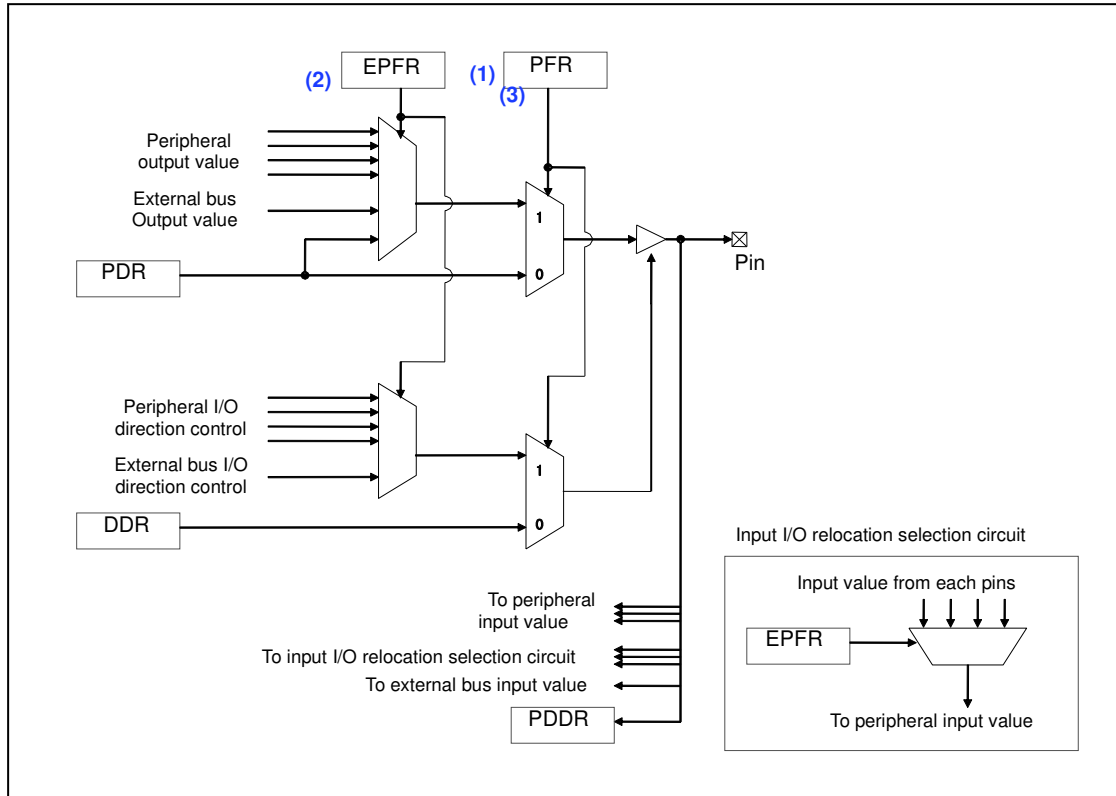 EPFR
(2)
PFR
(1)
(3)
Peripheral
output value
External bus
Output value
1
PDR
0
Pin
Peripheral I/O
direction control
External bus I/O
direction control
1
DDR
0
Input I/O relocation selection circuit
Input value from each pins
EPFR
To peripheral input value
To peripheral
input value
To input I/O relocation selection circuit
To external bus input value
PDDR